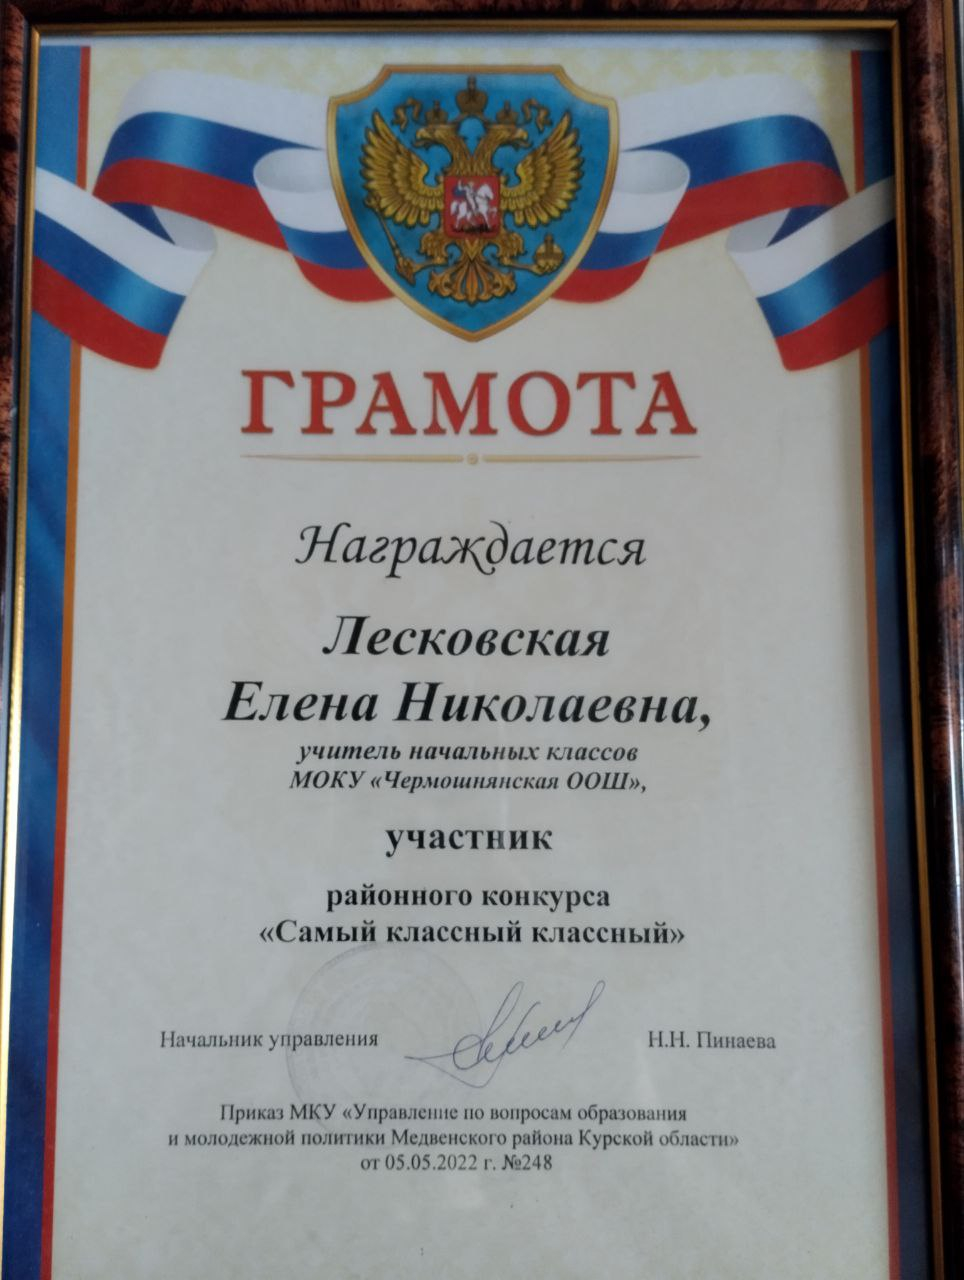 ГРАМОТА
Награждается
Лесковская
Елена Николаевна,
учитель начальных классов
МОКУ «Чермошнянская ООШ»,
участник
районного конкурса
«Самый классный классный»
Начальник управления Н.Н. Пинаева
Приказ МКУ «Управление по вопросам образования
и молодежной политики Медвенского района Курской области»
от 05.05.2022 г. №248